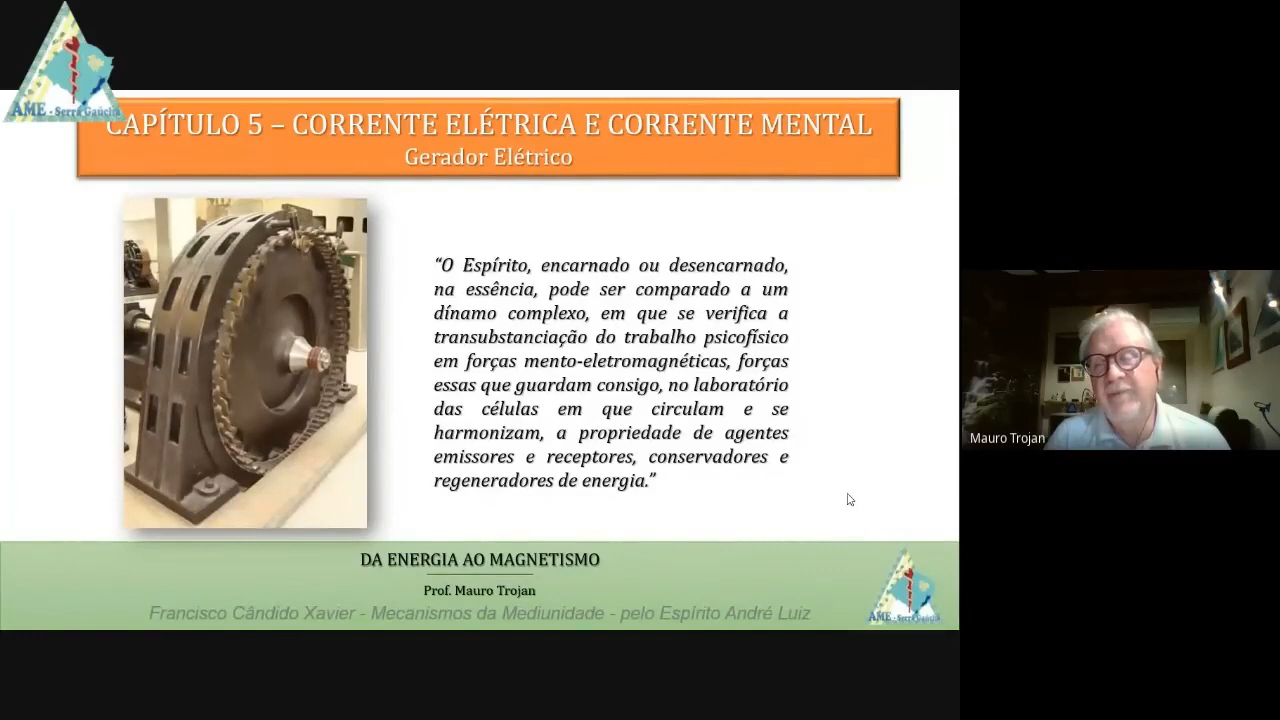 AME - Serra Gaúcha
CAPÍTULO 5 – CORRENTE ELÉTRICA E CORRENTE MENTAL
Gerador Elétrico
“O Espírito, encarnado ou desencarnado,
na essência, pode ser comparado a um
dínamo complexo, em que se verifica a
transubstanciação do trabalho psicofísico
em forças mento-eletromagnéticas, forças
essas que guardam consigo, no laboratório
das células em que circulam e se
harmonizam, a propriedade de agentes
emissores e receptores, conservadores e
regeneradores de energia.”
Mauro Trojan
DA ENERGIA AO MAGNETISMO
Prof. Mauro Trojan
Francisco Cândido Xavier - Mecanismos da Mediunidade - pelo Espírito André Luiz
AME - Serra Gaúcha